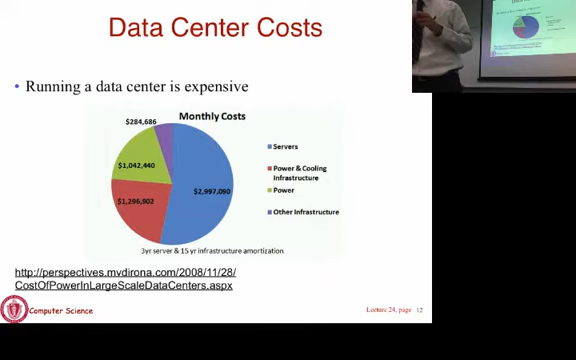 Data Center Costs
• Running a data center is expensive
Monthly Costs
$284,686
$1,042,440
$2,997,090
$1,296,902
Servers
Power & Cooling
Infrastructure
Power
Other Infrastructure
3yr server & 15 yr infrastructure amortization
http://perspectives.mvdirona.com/2008/11/28/
CostOfPowerInLargeScaleDataCenters.aspx
Computer Science
Lecture 24, page 12